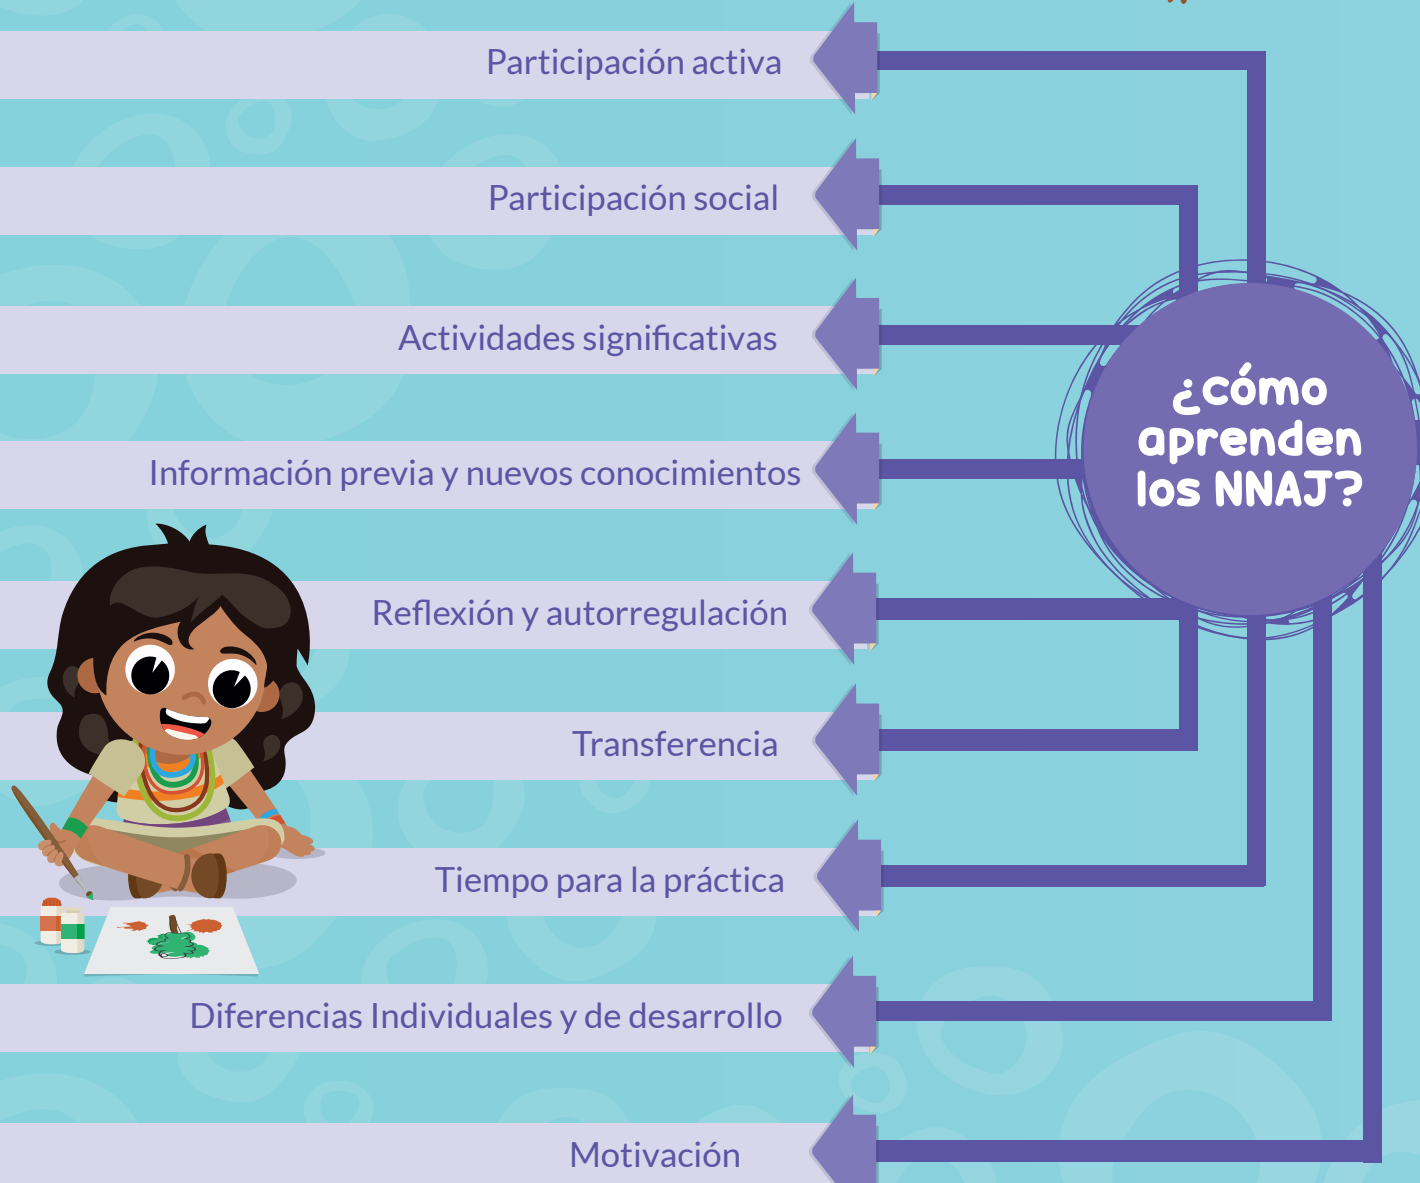 Participación activa
Participación social
Actividades significativas
Información previa y nuevos conocimientos
Reflexión y autorregulación
Transferencia
Tiempo para la práctica
Diferencias Individuales y de desarrollo
Motivación
¿cómo
aprenden
los NNAJ?